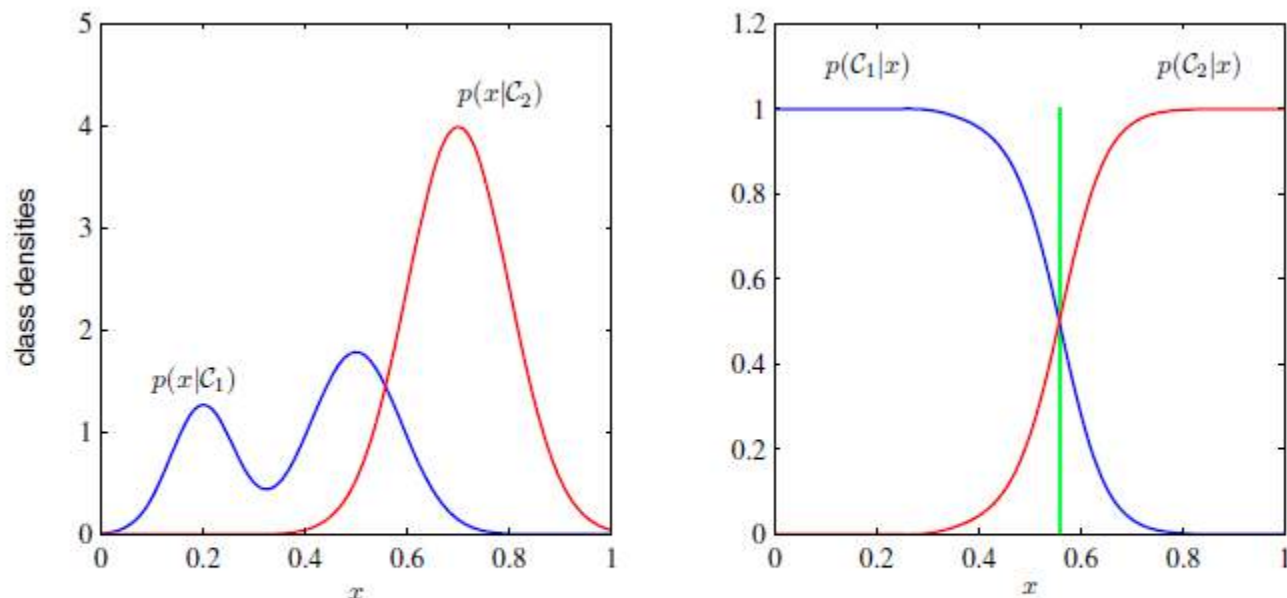 5
4
3
2
1
0
class densities
p(x|C₂)
p(x|C₁)
0 0.2 0.4 0.6 0.8 1
x
1.2
1
0.8
0.6
0.4
0.2
0
p(C₁|x)
p(C₂|x)
0 0.2 0.4 0.6 0.8 1
x